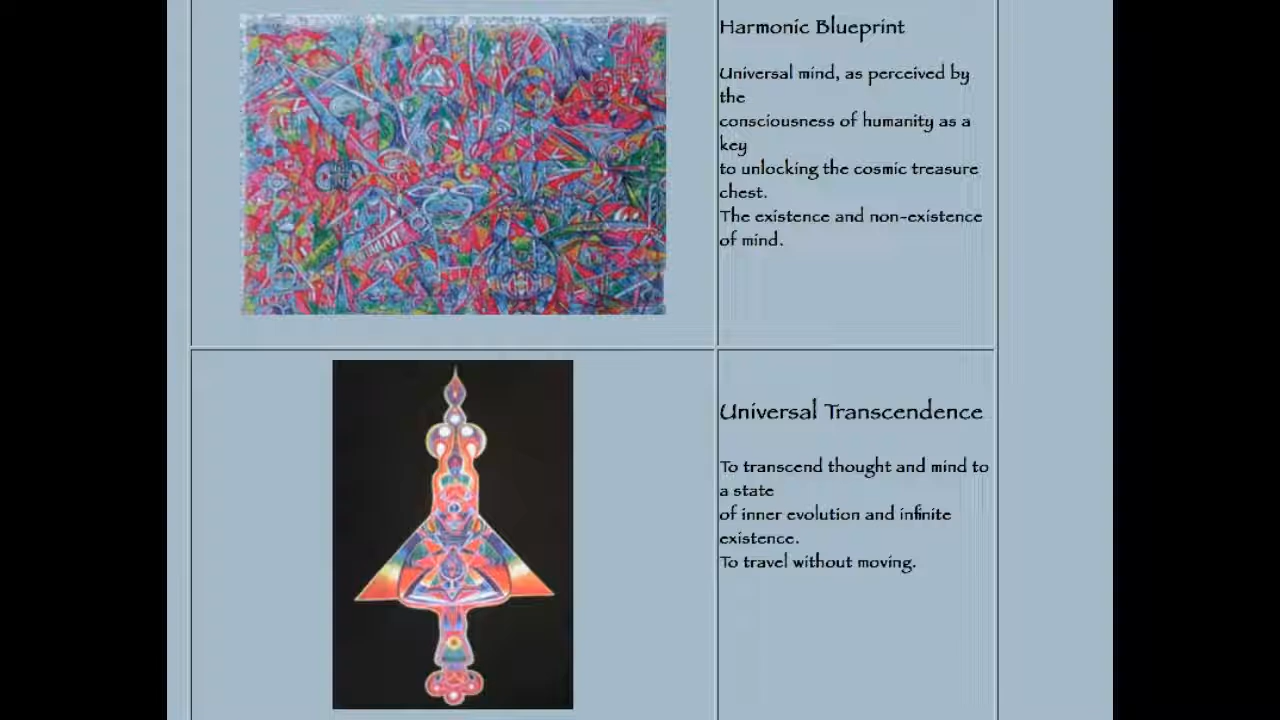 Harmonic Blueprint
Universal mind, as perceived by
the
consciousness of humanity as a
key
to unlocking the cosmic treasure
chest.
The existence and non-existence
of mind.
Universal Transcendence
To transcend thought and mind to
a state
of inner evolution and infinite
existence.
To travel without moving.